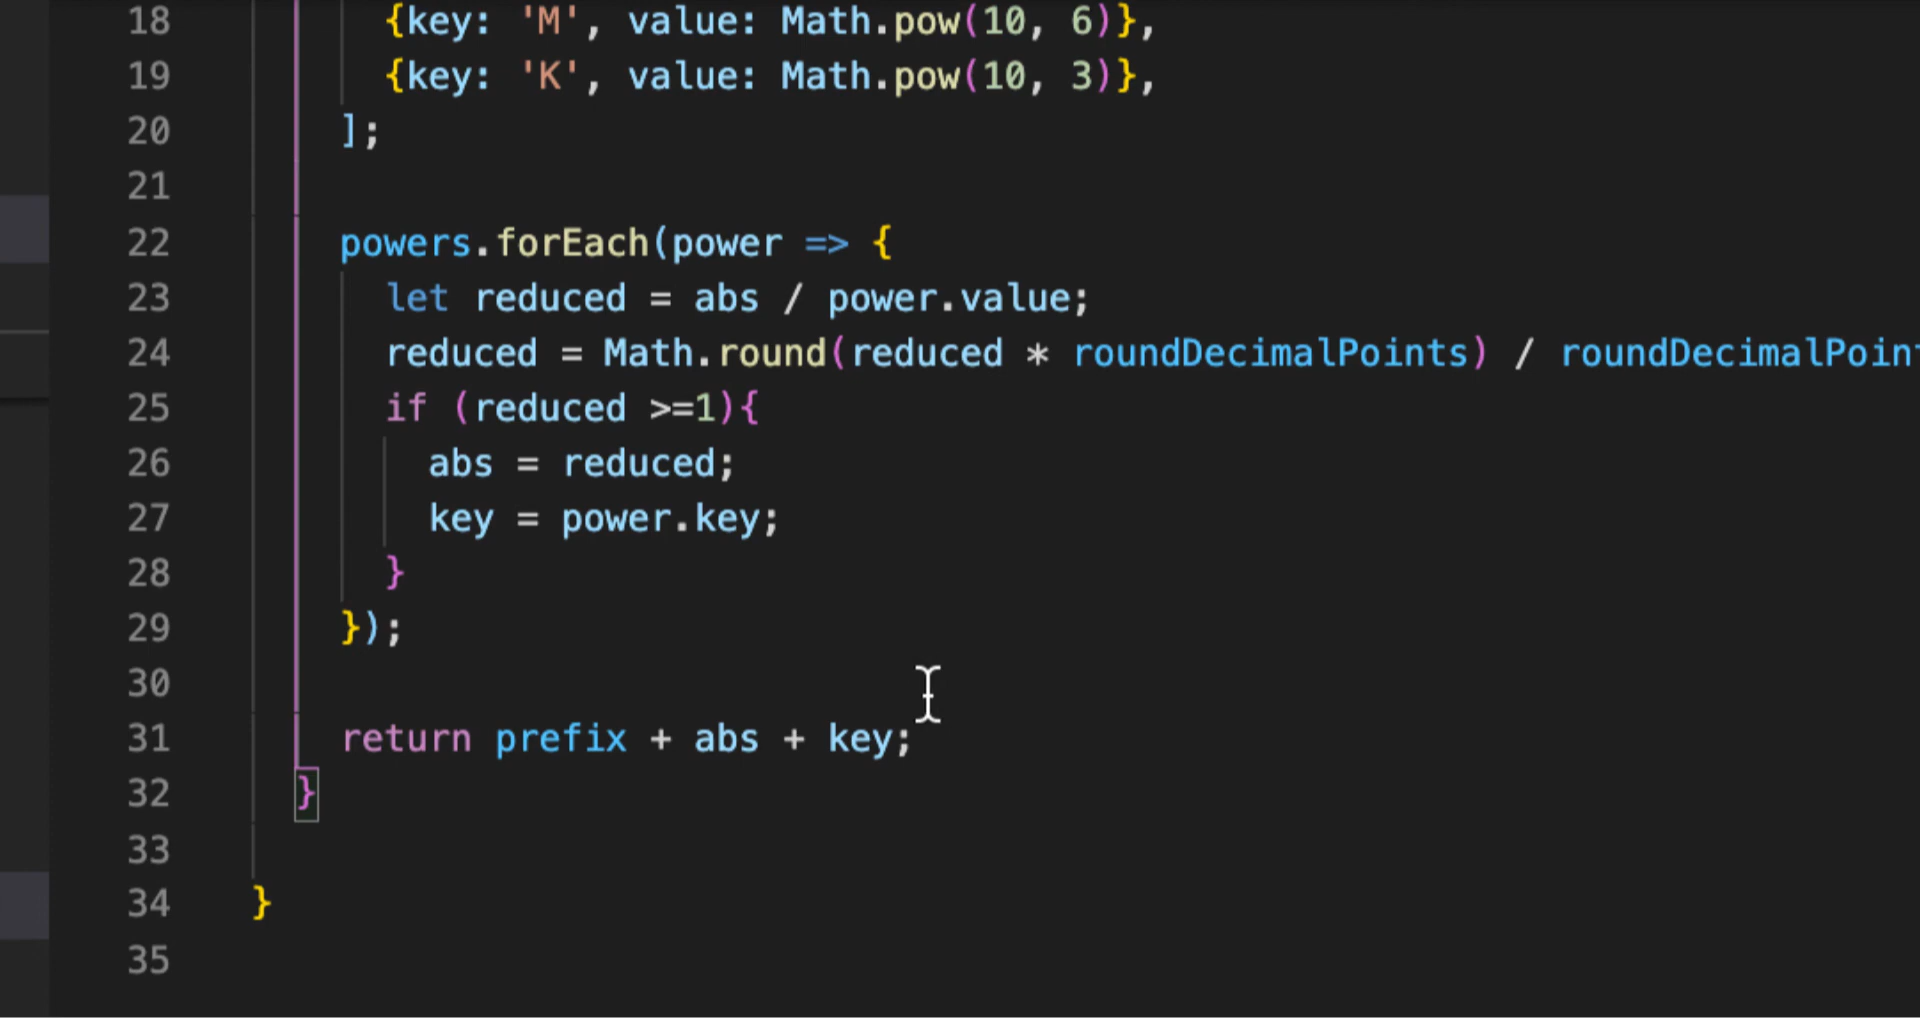 18 {key: 'M', value: Math.pow(10, 6)},
19 {key: 'K', value: Math.pow(10, 3)},
20 ];
21
22 powers.forEach(power => {
23 let reduced = abs / power.value;
24 reduced = Math.round(reduced * roundDecimalPoints) / roundDecimalPoin
25 if (reduced >=1){
26 abs = reduced;
27 key = power.key;
28 }
29 });
30
31 return prefix + abs + key;
32 }
33
34 }
35